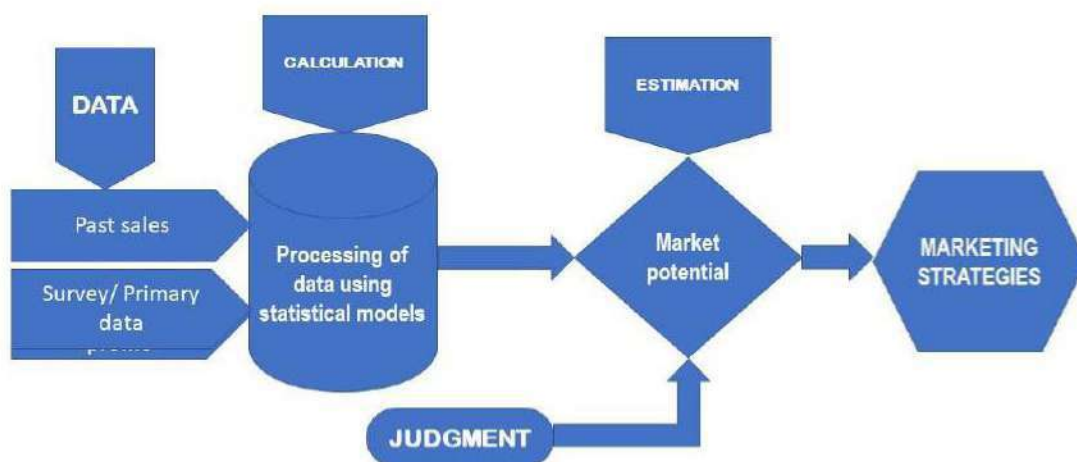 DATA
CALCULATION
ESTIMATION
Past sales
Survey/ Primary
data
Processing of
data using
statistical models
Market
potential
MARKETING
STRATEGIES
JUDGMENT